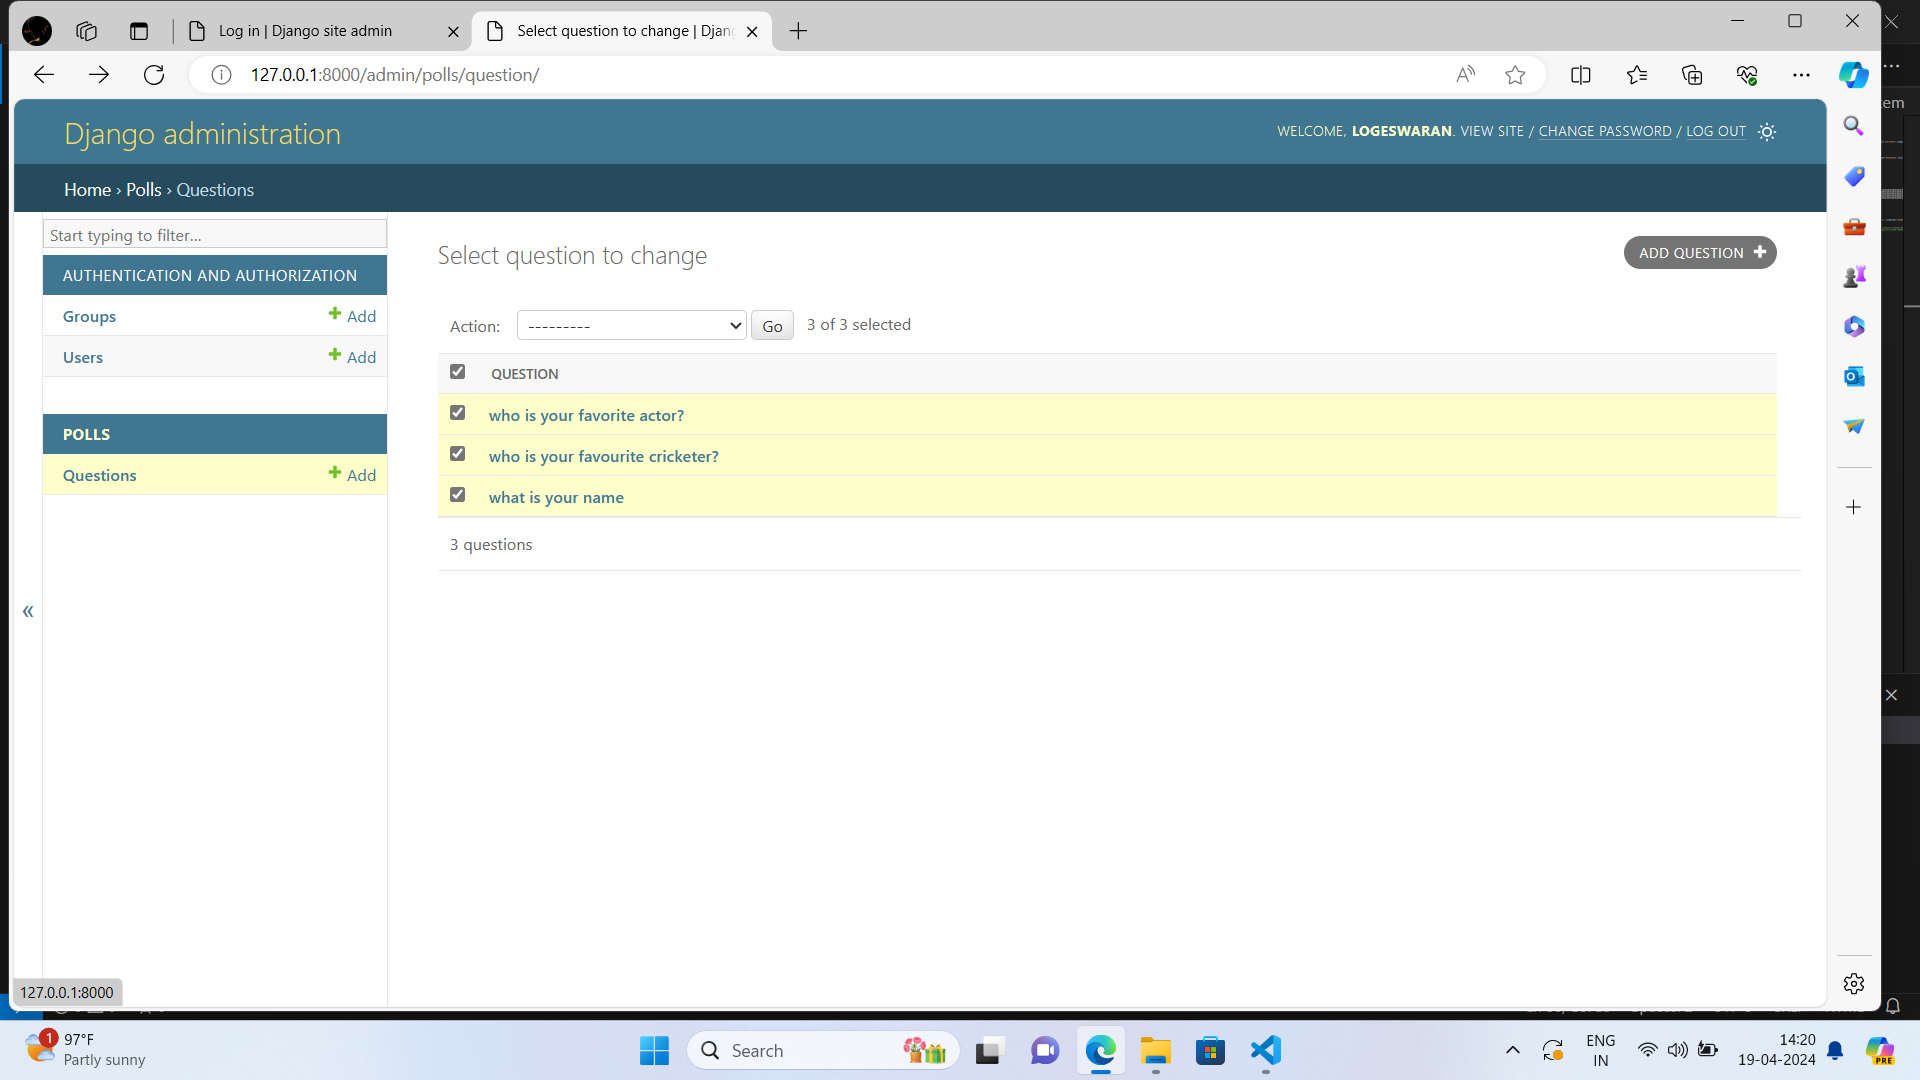 Log in | Django site admin
Select question to change | Djan
127.0.0.1:8000/admin/polls/question/
Django administration
WELCOME, LOGESWARAN. VIEW SITE / CHANGE PASSWORD / LOG OUT
Home › Polls › Questions
Start typing to filter...
AUTHENTICATION AND AUTHORIZATION
Groups
Add
Users
Add
POLLS
Questions
Add
Select question to change
ADD QUESTION
Action:
---------
Go
3 of 3 selected
QUESTION
who is your favorite actor?
who is your favourite cricketer?
what is your name
3 questions
«
127.0.0.1:8000
tem
1
97°F
Partly sunny
Search
ENG
IN
14:20
19-04-2024
PRE